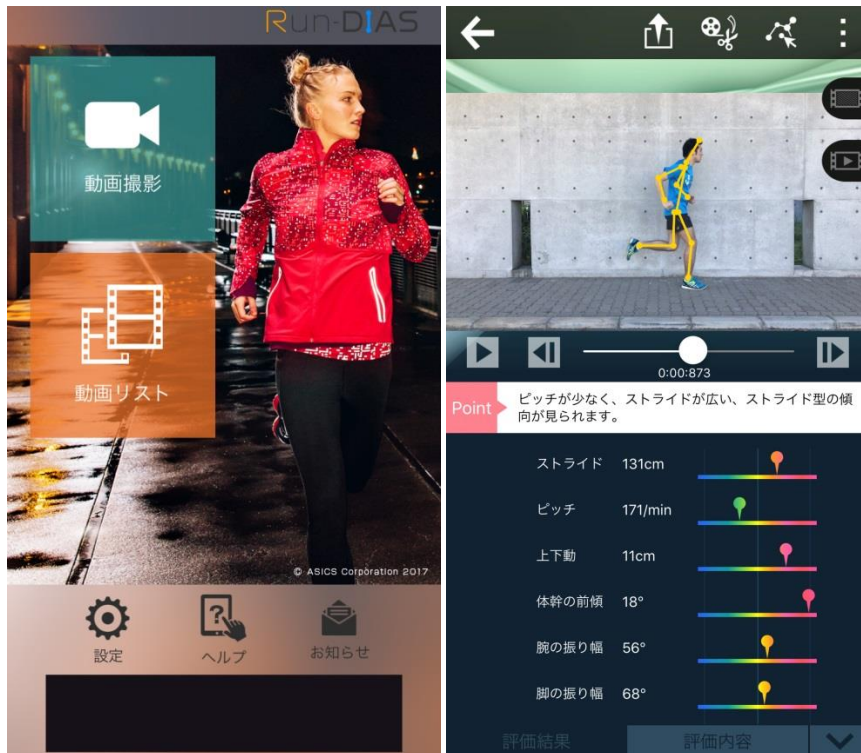 Run-DIAS
動画撮影
動画リスト
© ASICS Corporation 2017
設定
ヘルプ
お知らせ
0:00:873
Point
ピッチが少なく、ストライドが広い、ストライド型の傾
向が見られます。
ストライド 131cm
ピッチ 171/min
上下動 11cm
体幹の前傾 18°
腕の振り幅 56°
脚の振り幅 68°
評価結果
評価内容